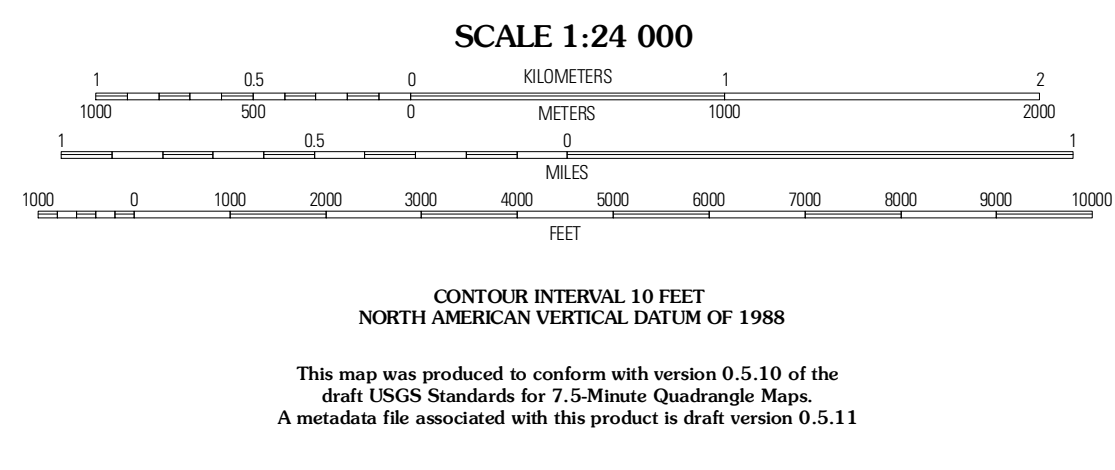 SCALE 1:24 000
1 0.5 0 KILOMETERS 1 2
1000 500 0 METERS 1000 2000
1 0.5 0 1
MILES
1000 0 1000 2000 3000 4000 5000 6000 7000 8000 9000 10000
FEET
CONTOUR INTERVAL 10 FEET
NORTH AMERICAN VERTICAL DATUM OF 1988
This map was produced to conform with version 0.5.10 of the
draft USGS Standards for 7.5-Minute Quadrangle Maps.
A metadata file associated with this product is draft version 0.5.11